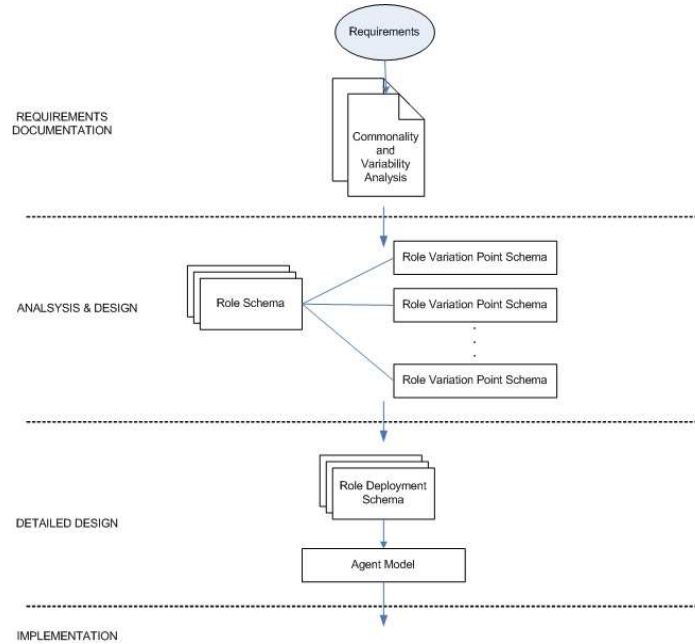 Requirements
REQUIREMENTS
DOCUMENTATION
Commonality
and
Variability
Analysis
Role Variation Point Schema
ANALSYSIS & DESIGN
Role Schema
Role Variation Point Schema
.
.
.
Role Variation Point Schema
Role Deployment
Schema
DETAILED DESIGN
Agent Model
IMPLEMENTATION